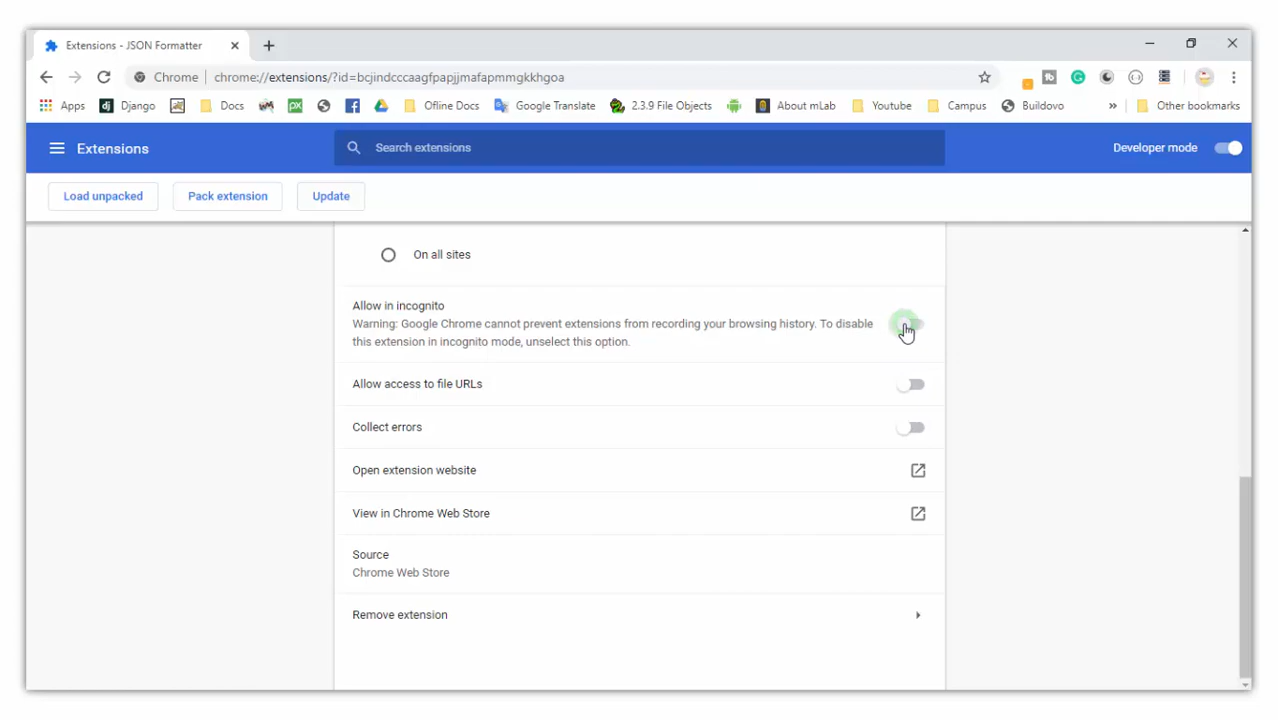 Extensions - JSON Formatter
Chrome chrome://extensions/?id=bcjindcccaagfpapjjmafapmmgkkhgoa
Apps dj Django Docs px Ofline Docs Google Translate 2.3.9 File Objects About mLab Youtube Campus Buildovo » Other bookmarks
Extensions Search extensions Developer mode
Load unpacked Pack extension Update
On all sites
Allow in incognito
Warning: Google Chrome cannot prevent extensions from recording your browsing history. To disable
this extension in incognito mode, unselect this option.
Allow access to file URLs
Collect errors
Open extension website
View in Chrome Web Store
Source
Chrome Web Store
Remove extension